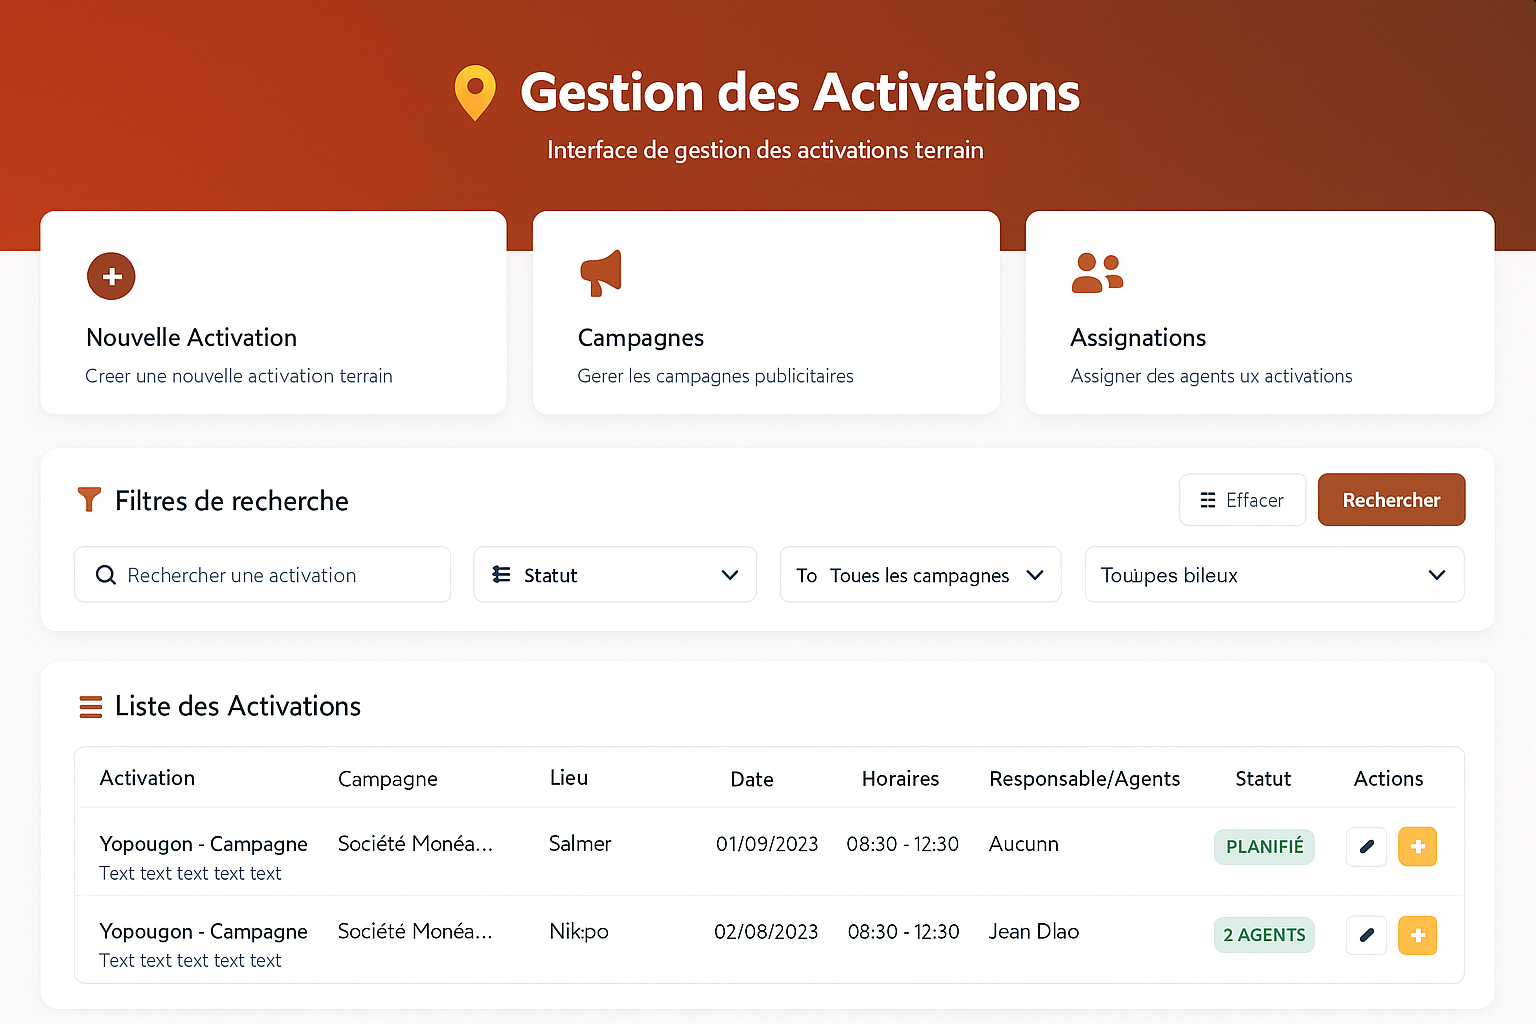 Gestion des Activations
Interface de gestion des activations terrain
Nouvelle Activation
Creer une nouvelle activation terrain
Campagnes
Gerer les campagnes publicitaires
Assignations
Assigner des agents ux activations
Filtres de recherche
Effacer
Rechercher
Rechercher une activation
Statut
To Toues les campagnes
Touipes bileux
Liste des Activations
Activation Campagne Lieu Date Horaires Responsable/Agents Statut Actions
Yopougon - Campagne Société Monéa... Salmer 01/09/2023 08:30 - 12:30 Aucunn PLANIFIÉ
Text text text text text
Yopougon - Campagne Société Monéa... Nik:po 02/08/2023 08:30 - 12:30 Jean Dlao 2 AGENTS
Text text text text text